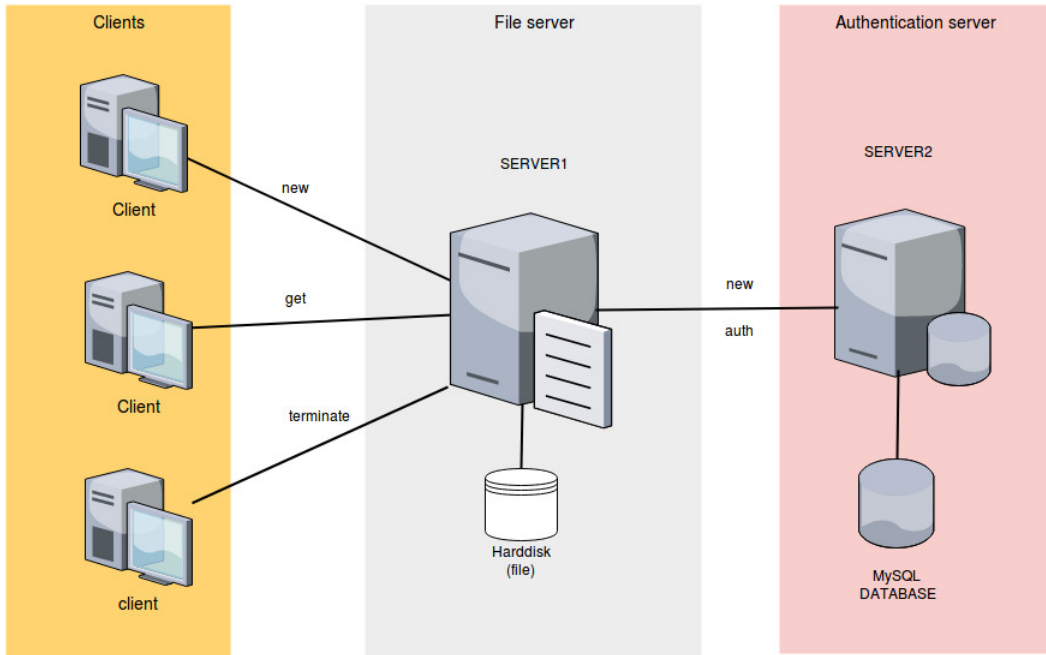 Clients
File server
Authentication server
SERVER1
SERVER2
Client
new
get
new
auth
Client
terminate
Harddisk
(file)
MySQL
DATABASE
client